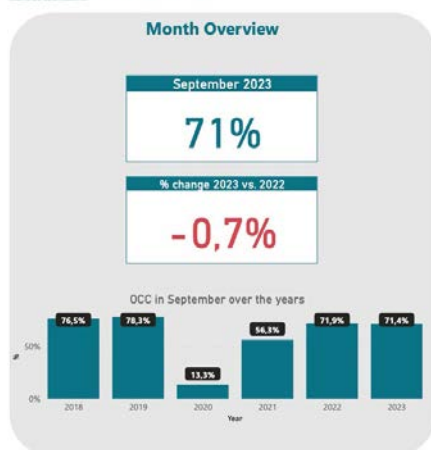 Month Overview
September 2023
71%
% change 2023 vs. 2022
-0,7%
OCC in September over the years
76,5% 78,3% 13,3% 56,3% 71,9% 71,4%
50%
0%
%
2018 2019 2020 2021 2022 2023
Year